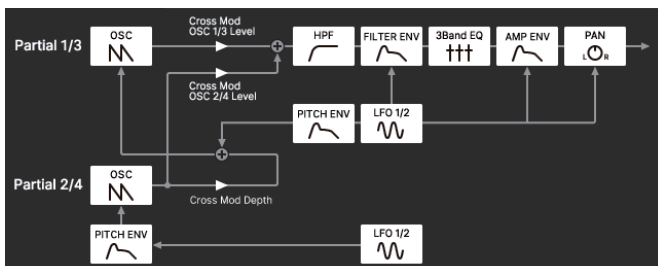 Cross Mod
OSC 1/3 Level
Partial 1/3
OSC
HPF
FILTER ENV
3Band EQ
AMP ENV
PAN
L R
Cross Mod
OSC 2/4 Level
PITCH ENV
LFO 1/2
Partial 2/4
OSC
Cross Mod Depth
PITCH ENV
LFO 1/2